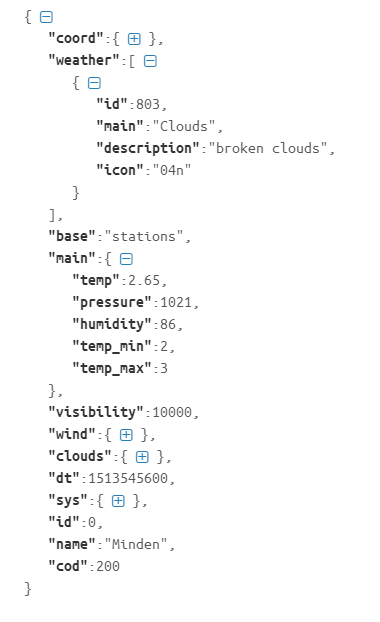 {
"coord":{ },
"weather":[
{
"id":803,
"main":"Clouds",
"description":"broken clouds",
"icon":"04n"
}
],
"base":"stations",
"main":{
"temp":2.65,
"pressure":1021,
"humidity":86,
"temp_min":2,
"temp_max":3
},
"visibility":10000,
"wind":{ },
"clouds":{ },
"dt":1513545600,
"sys":{ },
"id":0,
"name":"Minden",
"cod":200
}